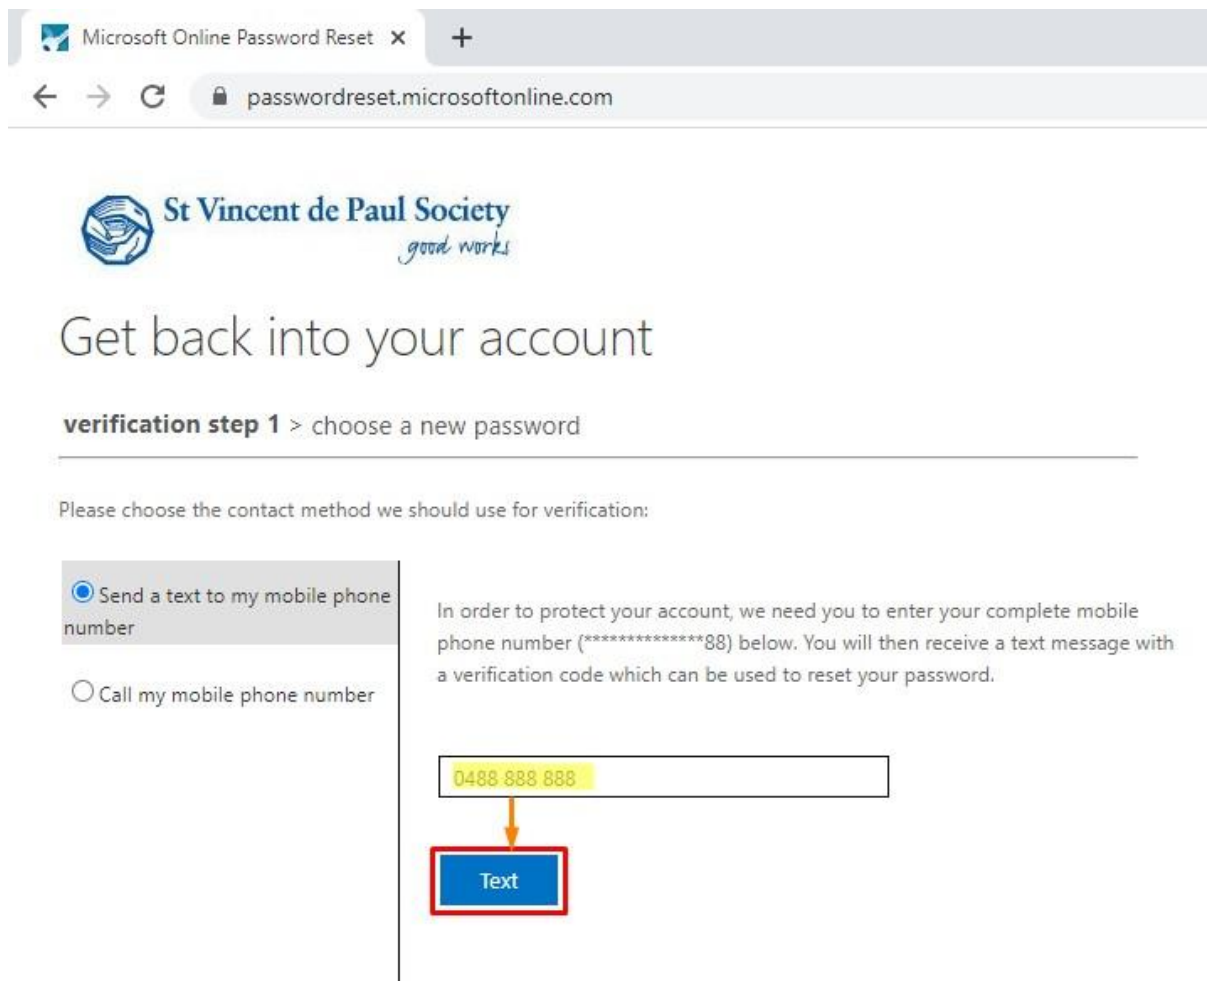 Microsoft Online Password Reset
passwordreset.microsoftonline.com
St Vincent de Paul Society
good works
Get back into your account
verification step 1 > choose a new password
Please choose the contact method we should use for verification:
Send a text to my mobile phone
number
Call my mobile phone number
In order to protect your account, we need you to enter your complete mobile
phone number (**************88) below. You will then receive a text message with
a verification code which can be used to reset your password.
0488 888 888
Text